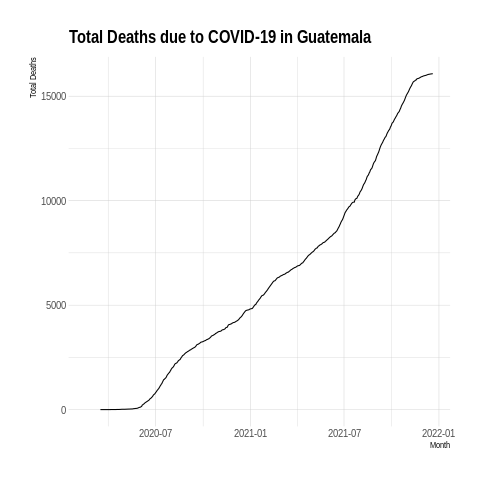 Total Deaths due to COVID-19 in Guatemala
Total Deaths
15000
10000
5000
0
2020-07 2021-01 2021-07 2022-01
Month